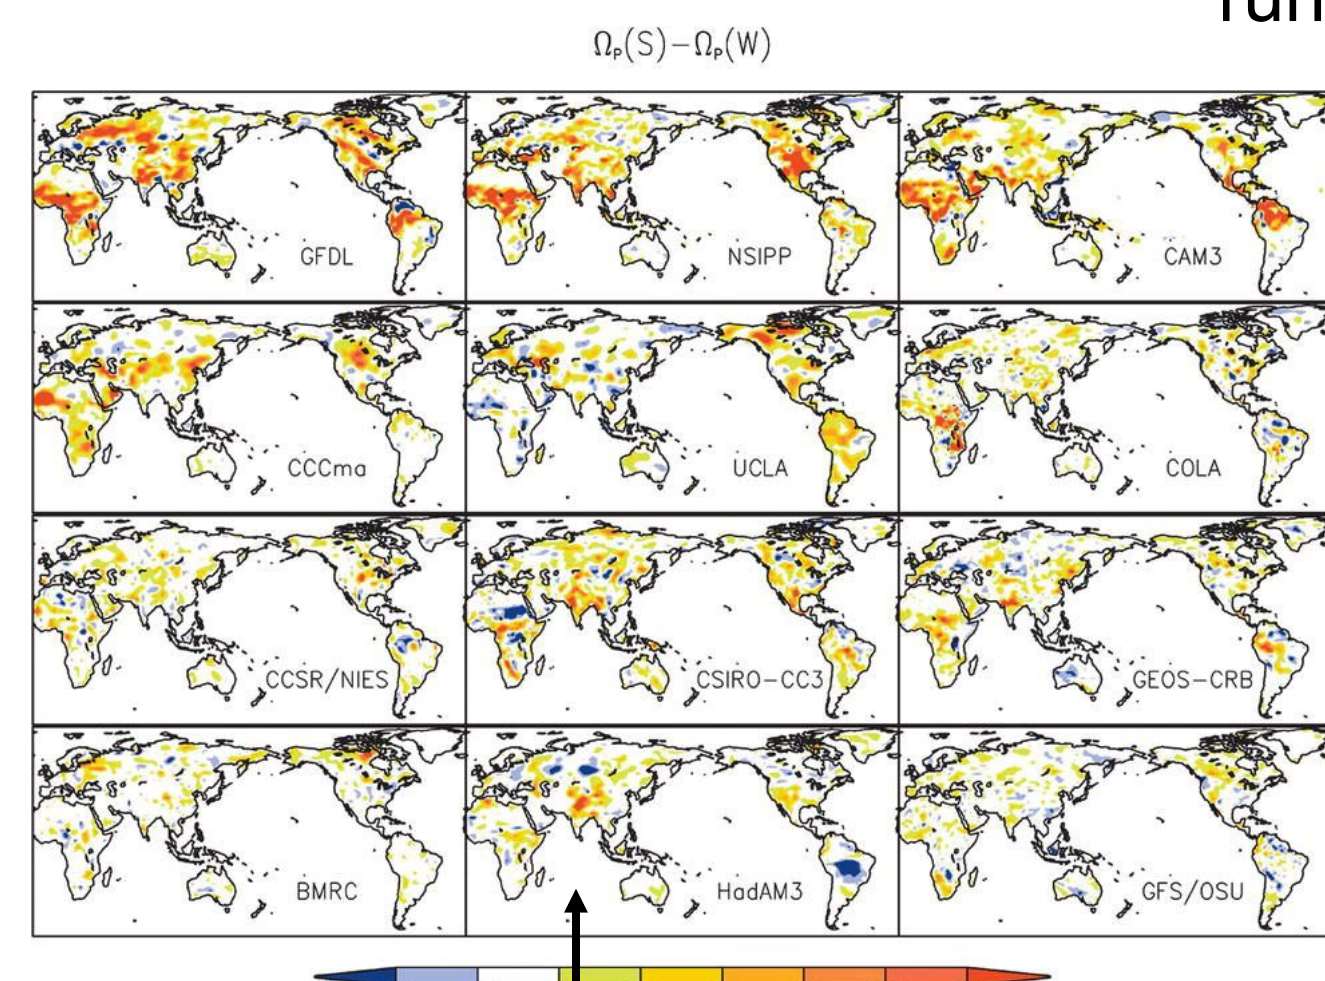 Ωₚ(S)−Ωₚ(W)
GFDL
NSIPP
CAM3
CCCma
UCLA
COLA
CCSR/NIES
CSIRO−CC3
GEOS−CRB
BMRC
HadAM3
GFS/OSU